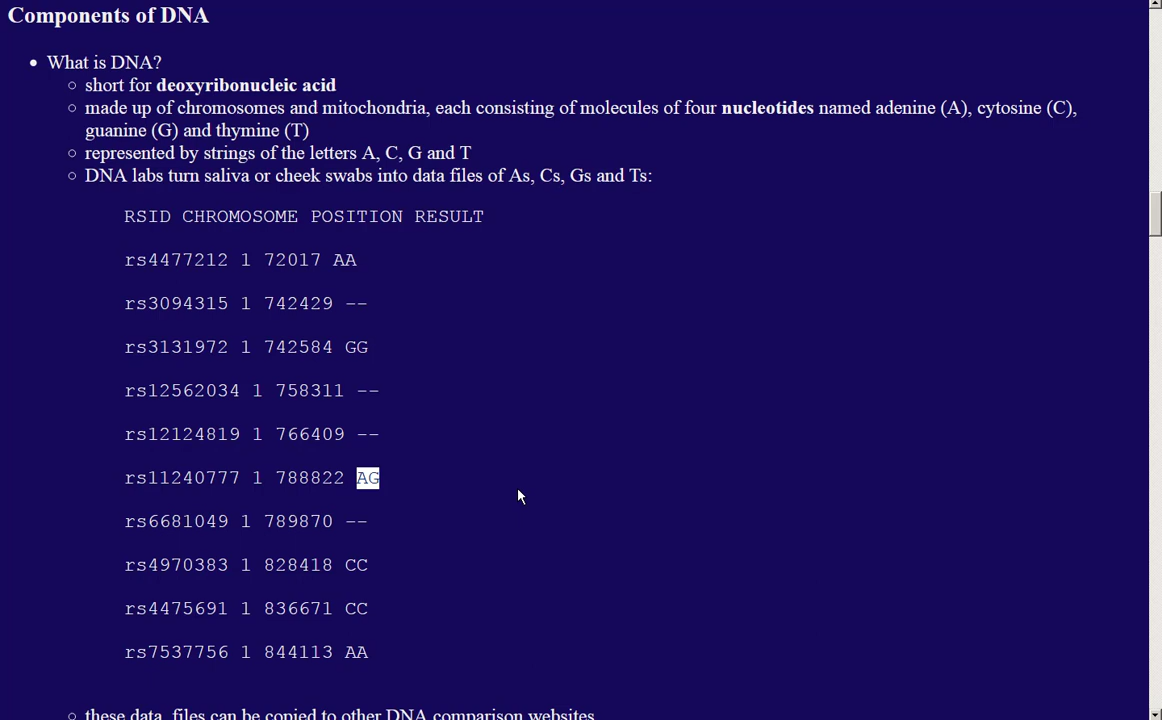 Components of DNA
What is DNA?
short for deoxyribonucleic acid
made up of chromosomes and mitochondria, each consisting of molecules of four nucleotides named adenine (A), cytosine (C),
guanine (G) and thymine (T)
represented by strings of the letters A, C, G and T
DNA labs turn saliva or cheek swabs into data files of As, Cs, Gs and Ts:
RSID CHROMOSOME POSITION RESULT
rs4477212 1 72017 AA
rs3094315 1 742429 --
rs3131972 1 742584 GG
rs12562034 1 758311 --
rs12124819 1 766409 --
rs11240777 1 788822 AG
rs6681049 1 789870 --
rs4970383 1 828418 CC
rs4475691 1 836671 CC
rs7537756 1 844113 AA
these data files can be copied to other DNA comparison websites